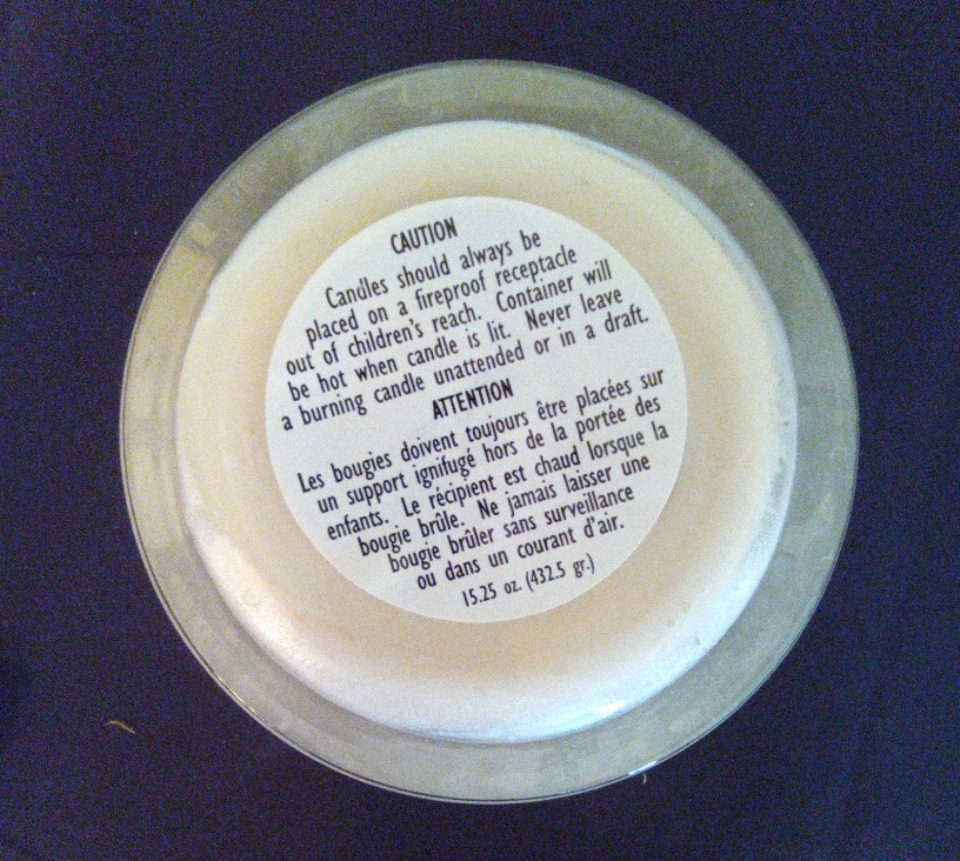 CAUTION
Candles should always be
placed on a fireproof receptacle
out of children's reach. Container will
be hot when candle is lit. Never leave
a burning candle unattended or in a draft.
ATTENTION
Les bougies doivent toujours être placées sur
un support ignifugé hors de la portée des
enfants. Le récipient est chaud lorsque la
bougie brûle. Ne jamais laisser une
bougie brûler sans surveillance
ou dans un courant d'air.
15.25 oz. (432.5 gr.)